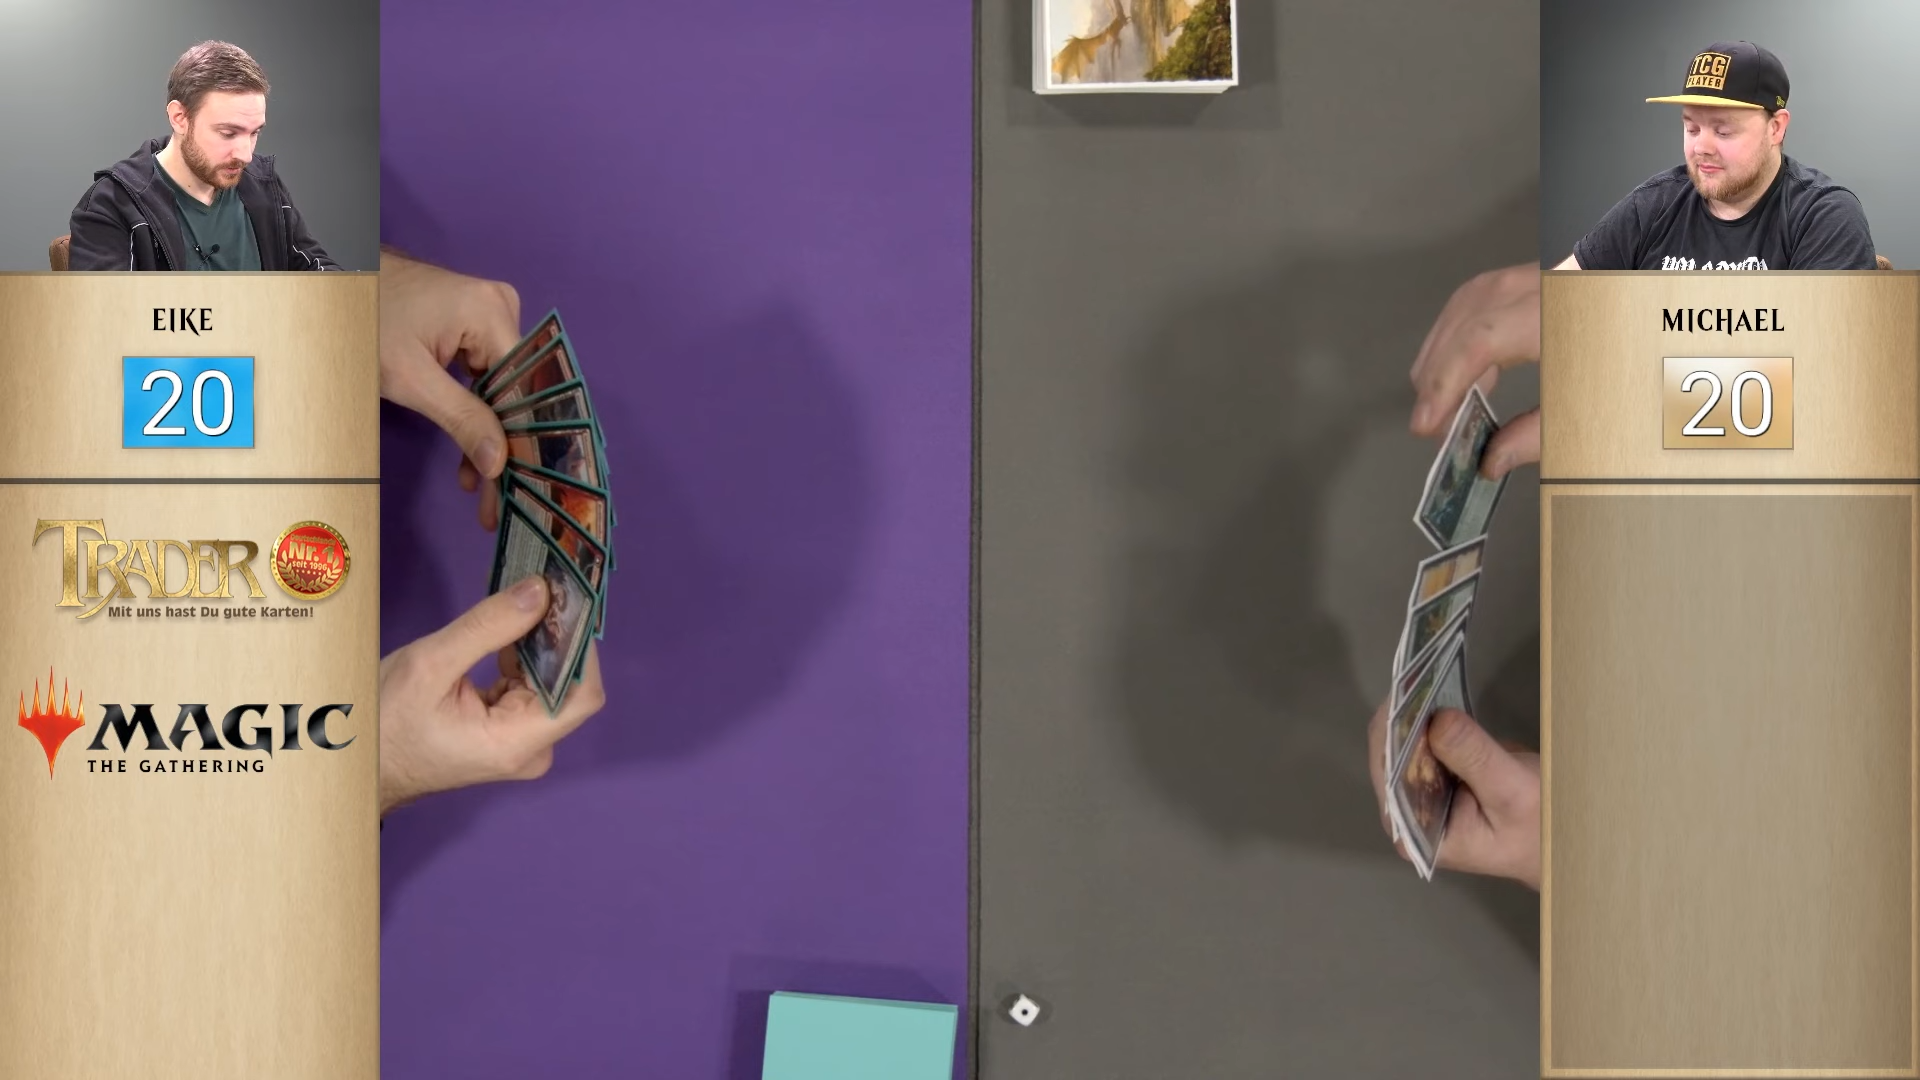 TCG
PLAYER
EIKE
20
MICHAEL
20
TRADER
Deutschlands
Nr. 1
seit 1996
Mit uns hast Du gute Karten!
MAGIC
THE GATHERING